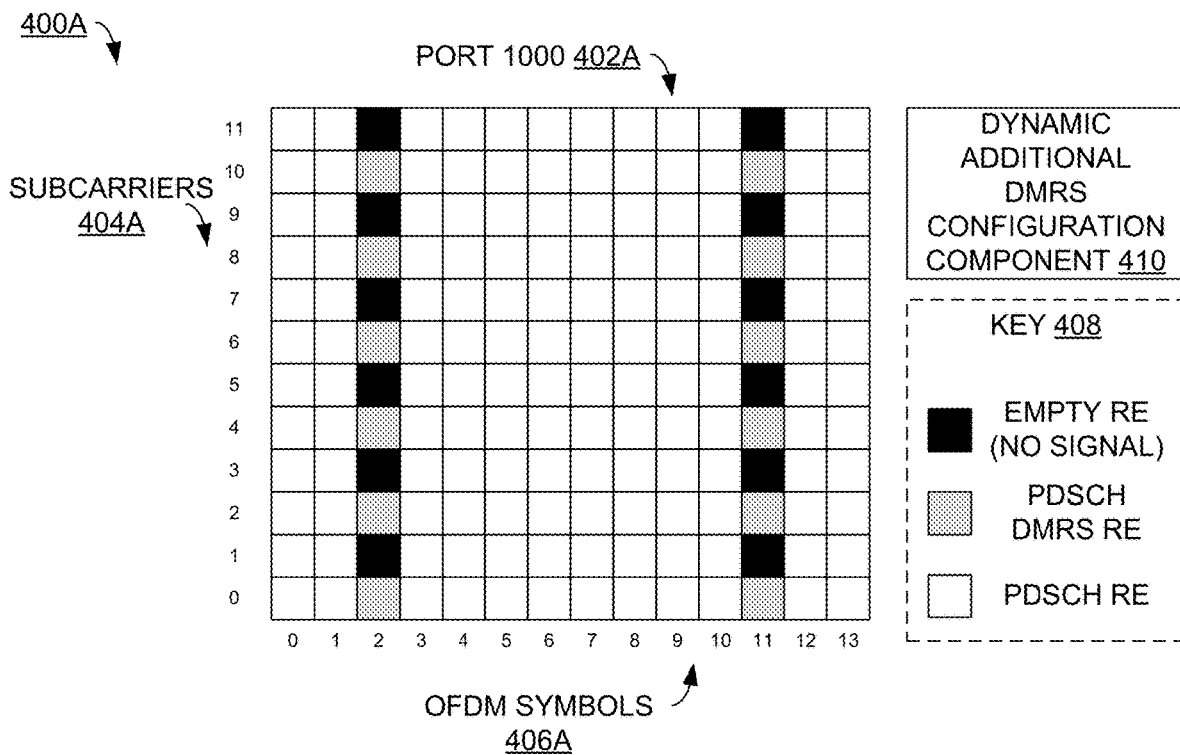 400A
PORT 1000 402A
SUBCARRIERS
404A
11
10
9
8
7
6
5
4
3
2
1
0
0 1 2 3 4 5 6 7 8 9 10 11 12 13
OFDM SYMBOLS
406A
DYNAMIC
ADDITIONAL
DMRS
CONFIGURATION
COMPONENT 410
KEY 408
EMPTY RE
(NO SIGNAL)
PDSCH
DMRS RE
PDSCH RE